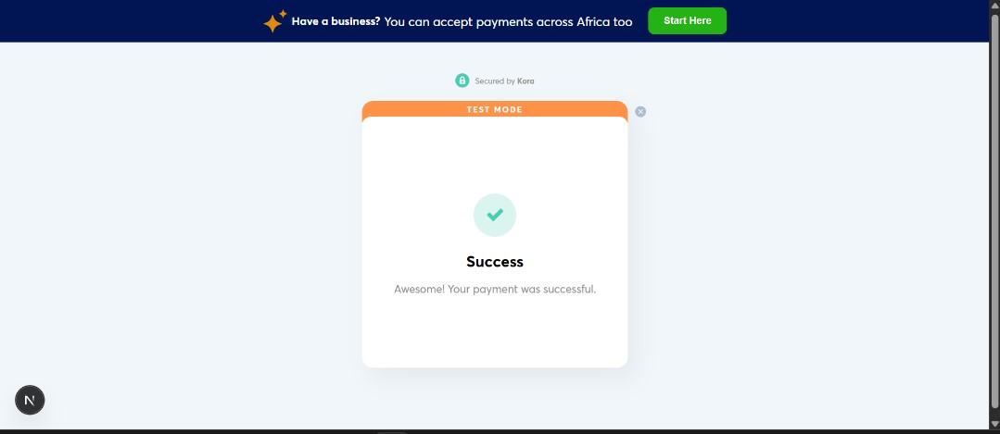 Have a business? You can accept payments across Africa too
Start Here
Secured by Kora
TEST MODE
Success
Awesome! Your payment was successful.
N